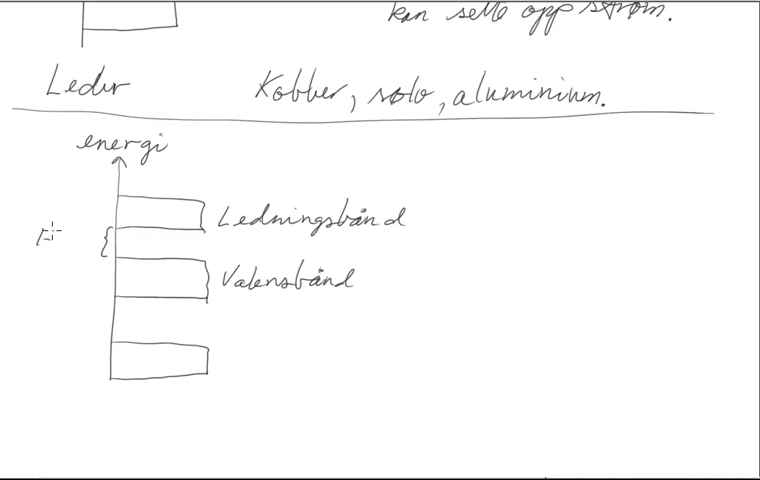 kan sette opp strøm.
Leder Kobber, sølv, aluminium.
energi
Ledningsbånd
Valensbånd